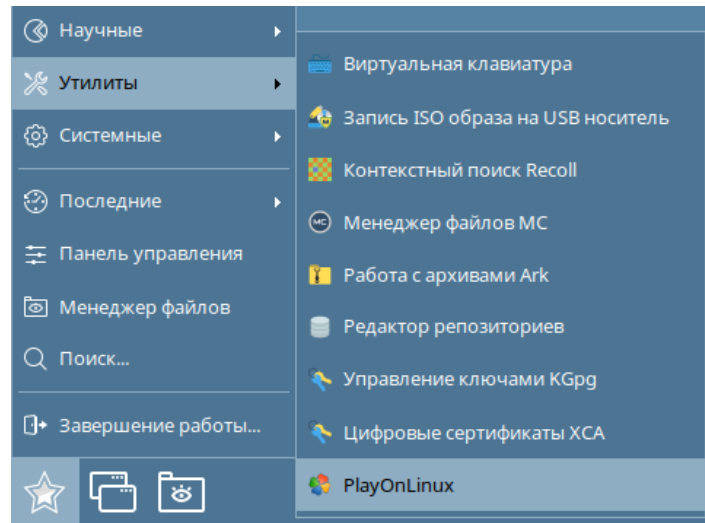 Научные
Утилиты
Системные
Последние
Панель управления
Менеджер файлов
Поиск...
Завершение работы...
Виртуальная клавиатура
Запись ISO образа на USB носитель
Контекстный поиск Recoll
MC
Менеджер файлов MC
Работа с архивами Ark
Редактор репозиториев
Управление ключами KGpg
Цифровые сертификаты XCA
PlayOnLinux